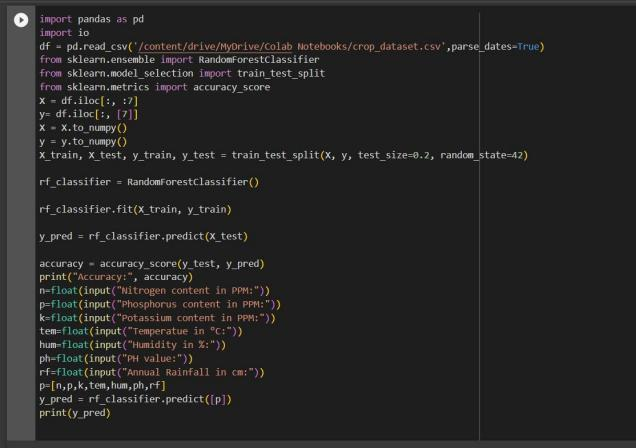 import pandas as pd
import io
df = pd.read_csv('/content/drive/MyDrive/Colab Notebooks/crop_dataset.csv',parse_dates=True)
from sklearn.ensemble import RandomForestClassifier
from sklearn.model_selection import train_test_split
from sklearn.metrics import accuracy_score
X = df.iloc[:, :7]
y= df.iloc[:, [7]]
X = X.to_numpy()
y = y.to_numpy()
X_train, X_test, y_train, y_test = train_test_split(X, y, test_size=0.2, random_state=42)
rf_classifier = RandomForestClassifier()
rf_classifier.fit(X_train, y_train)
y_pred = rf_classifier.predict(X_test)
accuracy = accuracy_score(y_test, y_pred)
print("Accuracy:", accuracy)
n=float(input("Nitrogen content in PPM:"))
p=float(input("Phosphorus content in PPM:"))
k=float(input("Potassium content in PPM:"))
tem=float(input("Temperatue in °C:"))
hum=float(input("Humidity in %:"))
ph=float(input("PH value:"))
rf=float(input("Annual Rainfall in cm:"))
p=[n,p,k,tem,hum,ph,rf]
y_pred = rf_classifier.predict([p])
print(y_pred)